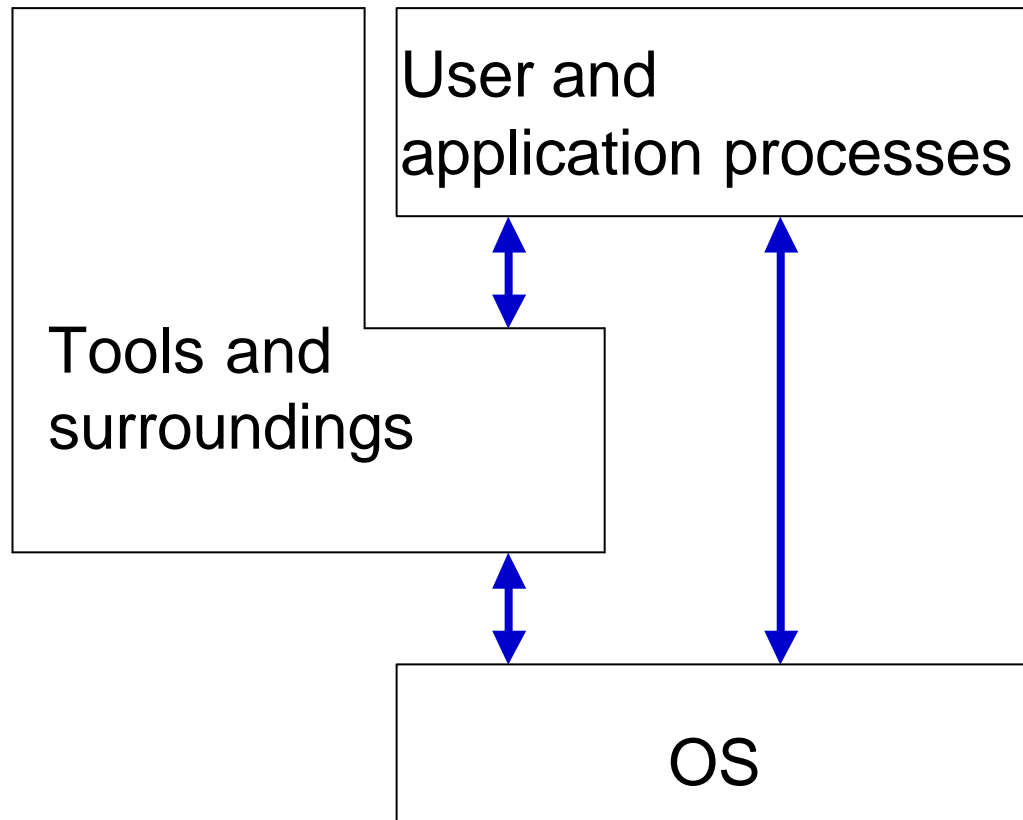 User and
application processes
Tools and
surroundings
OS